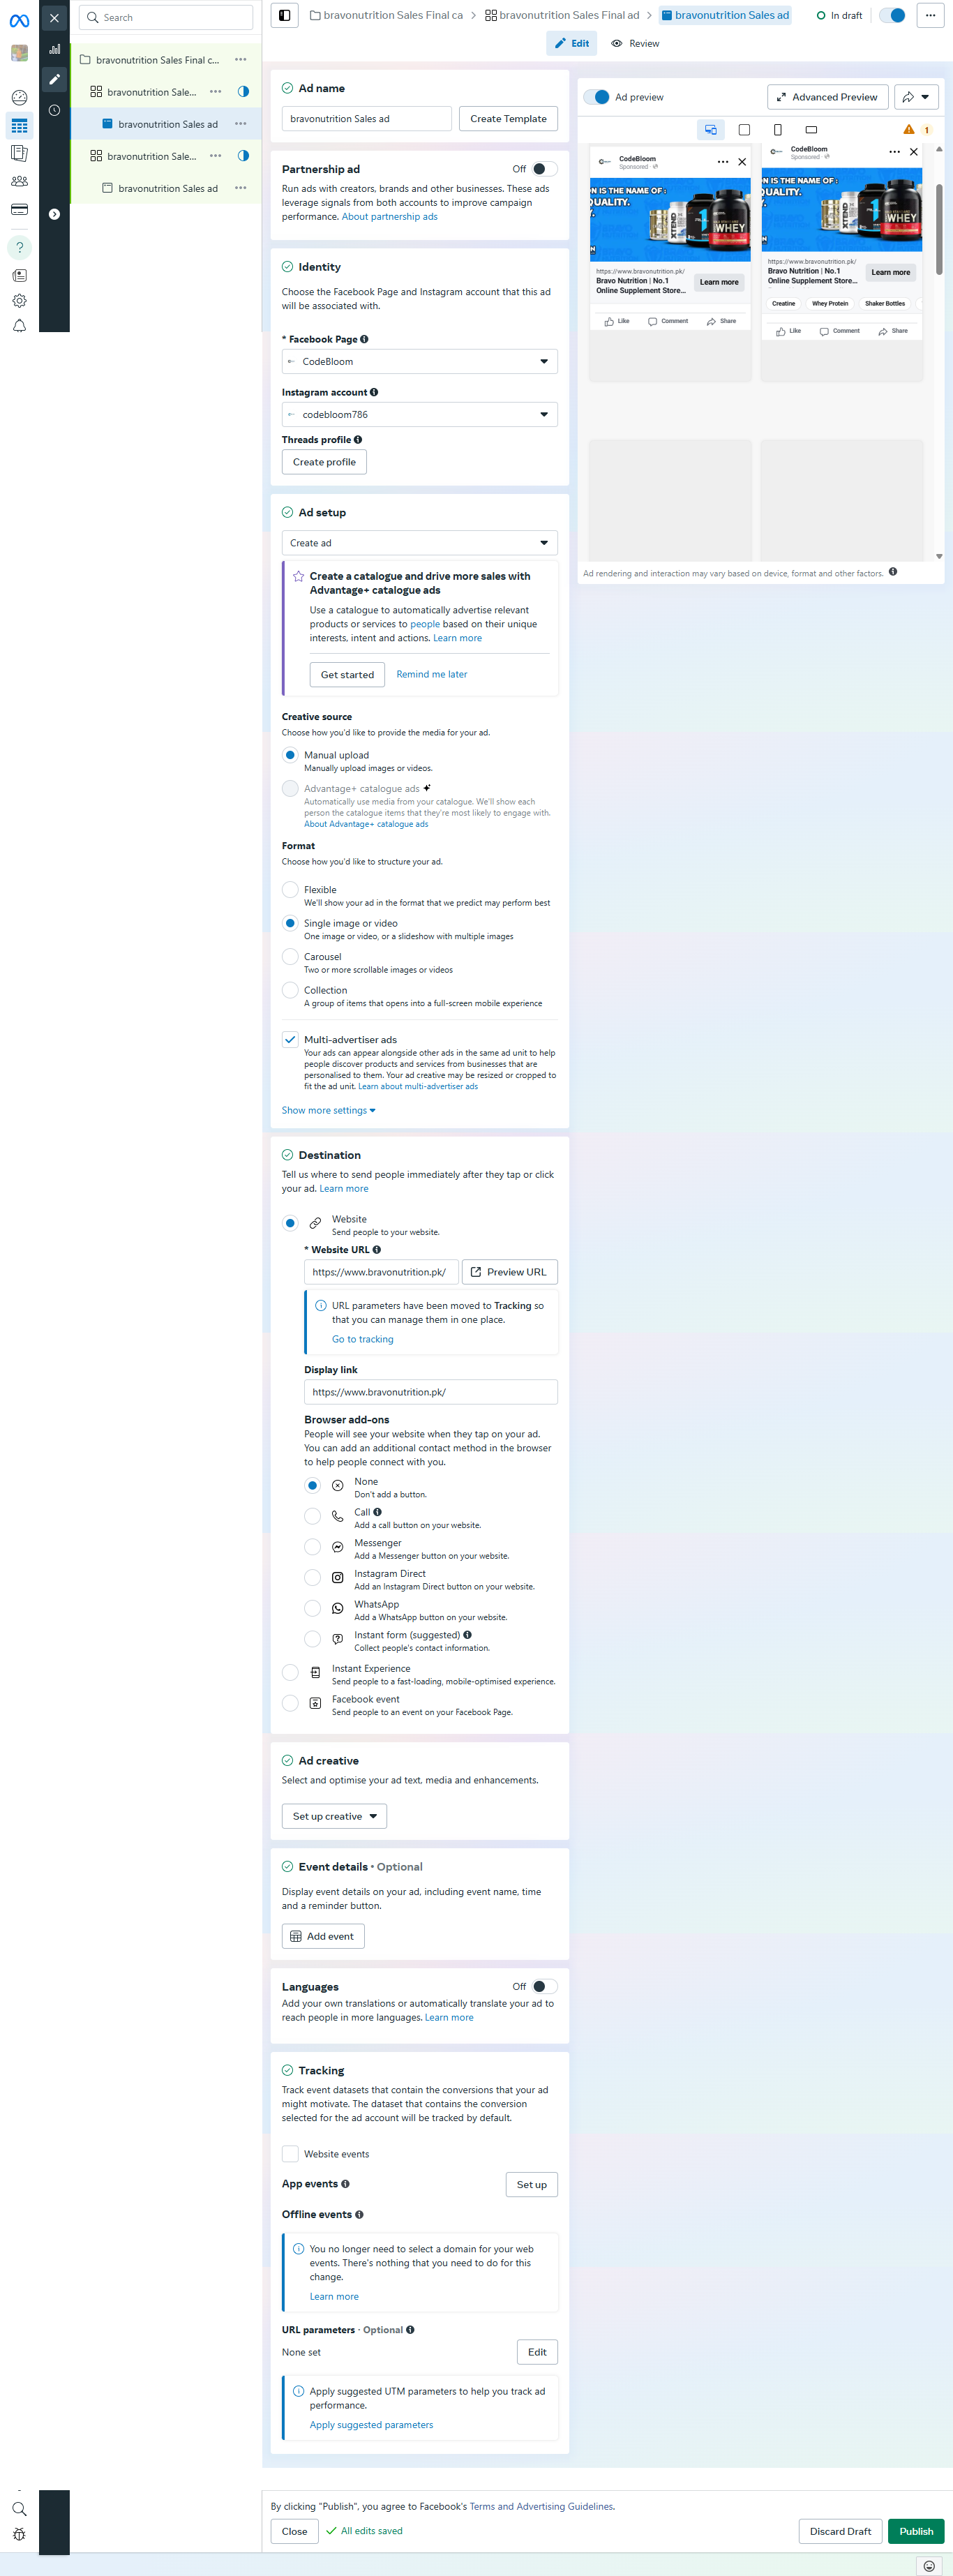 Search
bravonutrition Sales Final c...
bravonutrition Sale...
bravonutrition Sales ad
bravonutrition Sale...
bravonutrition Sales ad
bravonutrition Sales Final ca
bravonutrition Sales Final ad
bravonutrition Sales ad
In draft
Edit
Review
Ad name
bravonutrition Sales ad
Create Template
Partnership ad
Off
Run ads with creators, brands and other businesses. These ads
leverage signals from both accounts to improve campaign
performance. About partnership ads
Identity
Choose the Facebook Page and Instagram account that this ad
will be associated with.
* Facebook Page
CodeBloom
Instagram account
codebloom786
Threads profile
Create profile
Ad setup
Create ad
Create a catalogue and drive more sales with
Advantage+ catalogue ads
Use a catalogue to automatically advertise relevant
products or services to people based on their unique
interests, intent and actions. Learn more
Get started
Remind me later
Creative source
Choose how you'd like to provide the media for your ad.
Manual upload
Manually upload images or videos.
Advantage+ catalogue ads
Automatically use media from your catalogue. We'll show each
person the catalogue items that they're most likely to engage with.
About Advantage+ catalogue ads
Format
Choose how you'd like to structure your ad.
Flexible
We'll show your ad in the format that we predict may perform best
Single image or video
One image or video, or a slideshow with multiple images
Carousel
Two or more scrollable images or videos
Collection
A group of items that opens into a full-screen mobile experience
Multi-advertiser ads
Your ads can appear alongside other ads in the same ad unit to help
people discover products and services from businesses that are
personalised to them. Your ad creative may be resized or cropped to
fit the ad unit. Learn about multi-advertiser ads
Show more settings
Destination
Tell us where to send people immediately after they tap or click
your ad. Learn more
Website
Send people to your website.
* Website URL
https://www.bravonutrition.pk/
Preview URL
URL parameters have been moved to Tracking so
that you can manage them in one place.
Go to tracking
Display link
https://www.bravonutrition.pk/
Browser add-ons
People will see your website when they tap on your ad.
You can add an additional contact method in the browser
to help people connect with you.
None
Don't add a button.
Call
Add a call button on your website.
Messenger
Add a Messenger button on your website.
Instagram Direct
Add an Instagram Direct button on your website.
WhatsApp
Add a WhatsApp button on your website.
Instant form (suggested)
Collect people's contact information.
Instant Experience
Send people to a fast-loading, mobile-optimised experience.
Facebook event
Send people to an event on your Facebook Page.
Ad creative
Select and optimise your ad text, media and enhancements.
Set up creative
Event details • Optional
Display event details on your ad, including event name, time
and a reminder button.
Add event
Languages
Off
Add your own translations or automatically translate your ad to
reach people in more languages. Learn more
Tracking
Track event datasets that contain the conversions that your ad
might motivate. The dataset that contains the conversion
selected for the ad account will be tracked by default.
Website events
App events
Set up
Offline events
You no longer need to select a domain for your web
events. There's nothing that you need to do for this
change.
Learn more
URL parameters · Optional
None set
Edit
Apply suggested UTM parameters to help you track ad
performance.
Apply suggested parameters
By clicking "Publish", you agree to Facebook's Terms and Advertising Guidelines.
Close
All edits saved
Discard Draft
Publish
Ad preview
Advanced Preview
1
CodeBloom
Sponsored
ON IS THE NAME OF :
QUALITY.
XTEND
WHEY
https://www.bravonutrition.pk/
Bravo Nutrition | No.1
Online Supplement Store...
Learn more
Like
Comment
Share
CodeBloom
Sponsored
ON IS THE NAME OF :
QUALITY.
XTEND
WHEY
https://www.bravonutrition.pk/
Bravo Nutrition | No.1
Online Supplement Store...
Learn more
Creatine
Whey Protein
Shaker Bottles
Like
Comment
Share
Ad rendering and interaction may vary based on device, format and other factors.